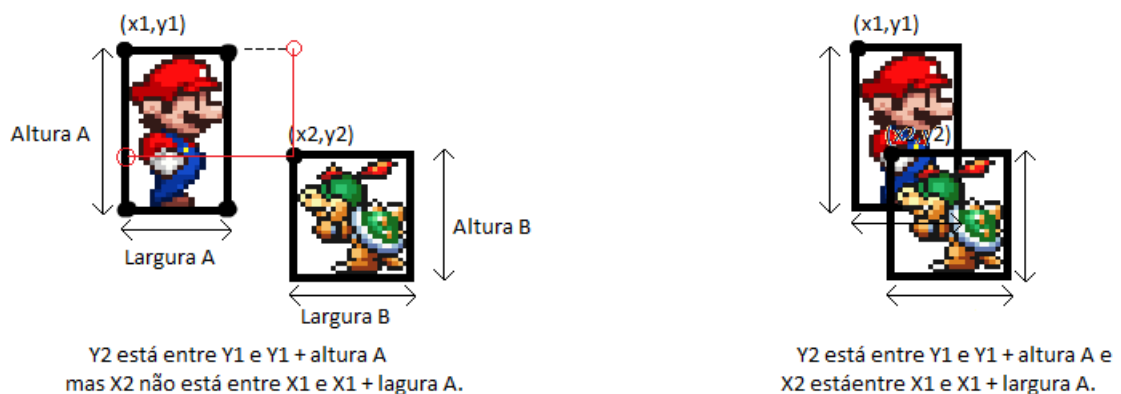 (x1,y1)
Altura A
(x2,y2)
Largura A
Altura B
Largura B
Y2 está entre Y1 e Y1 + altura A
mas X2 não está entre X1 e X1 + lagura A.
(x1,y1)
(x2,y2)
Y2 está entre Y1 e Y1 + altura A e
X2 estáentre X1 e X1 + largura A.